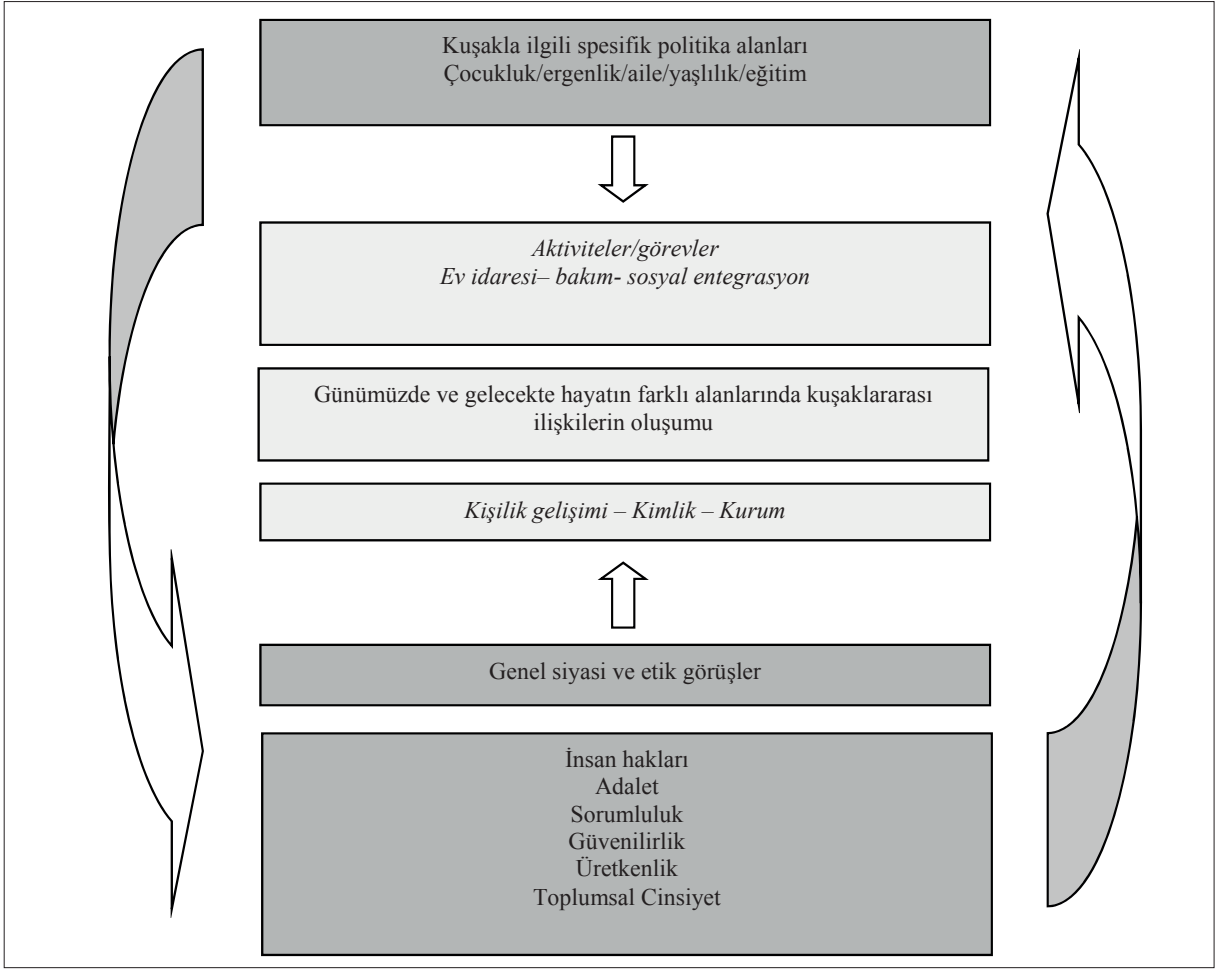 Kuşakla ilgili spesifik politika alanları
Çocukluk/ergenlik/aile/yaşlılık/eğitim
Aktiviteler/görevler
Ev idaresi– bakım- sosyal entegrasyon
Günümüzde ve gelecekte hayatın farklı alanlarında kuşaklararası
ilişkilerin oluşumu
Kişilik gelişimi – Kimlik – Kurum
Genel siyasi ve etik görüşler
İnsan hakları
Adalet
Sorumluluk
Güvenilirlik
Üretkenlik
Toplumsal Cinsiyet